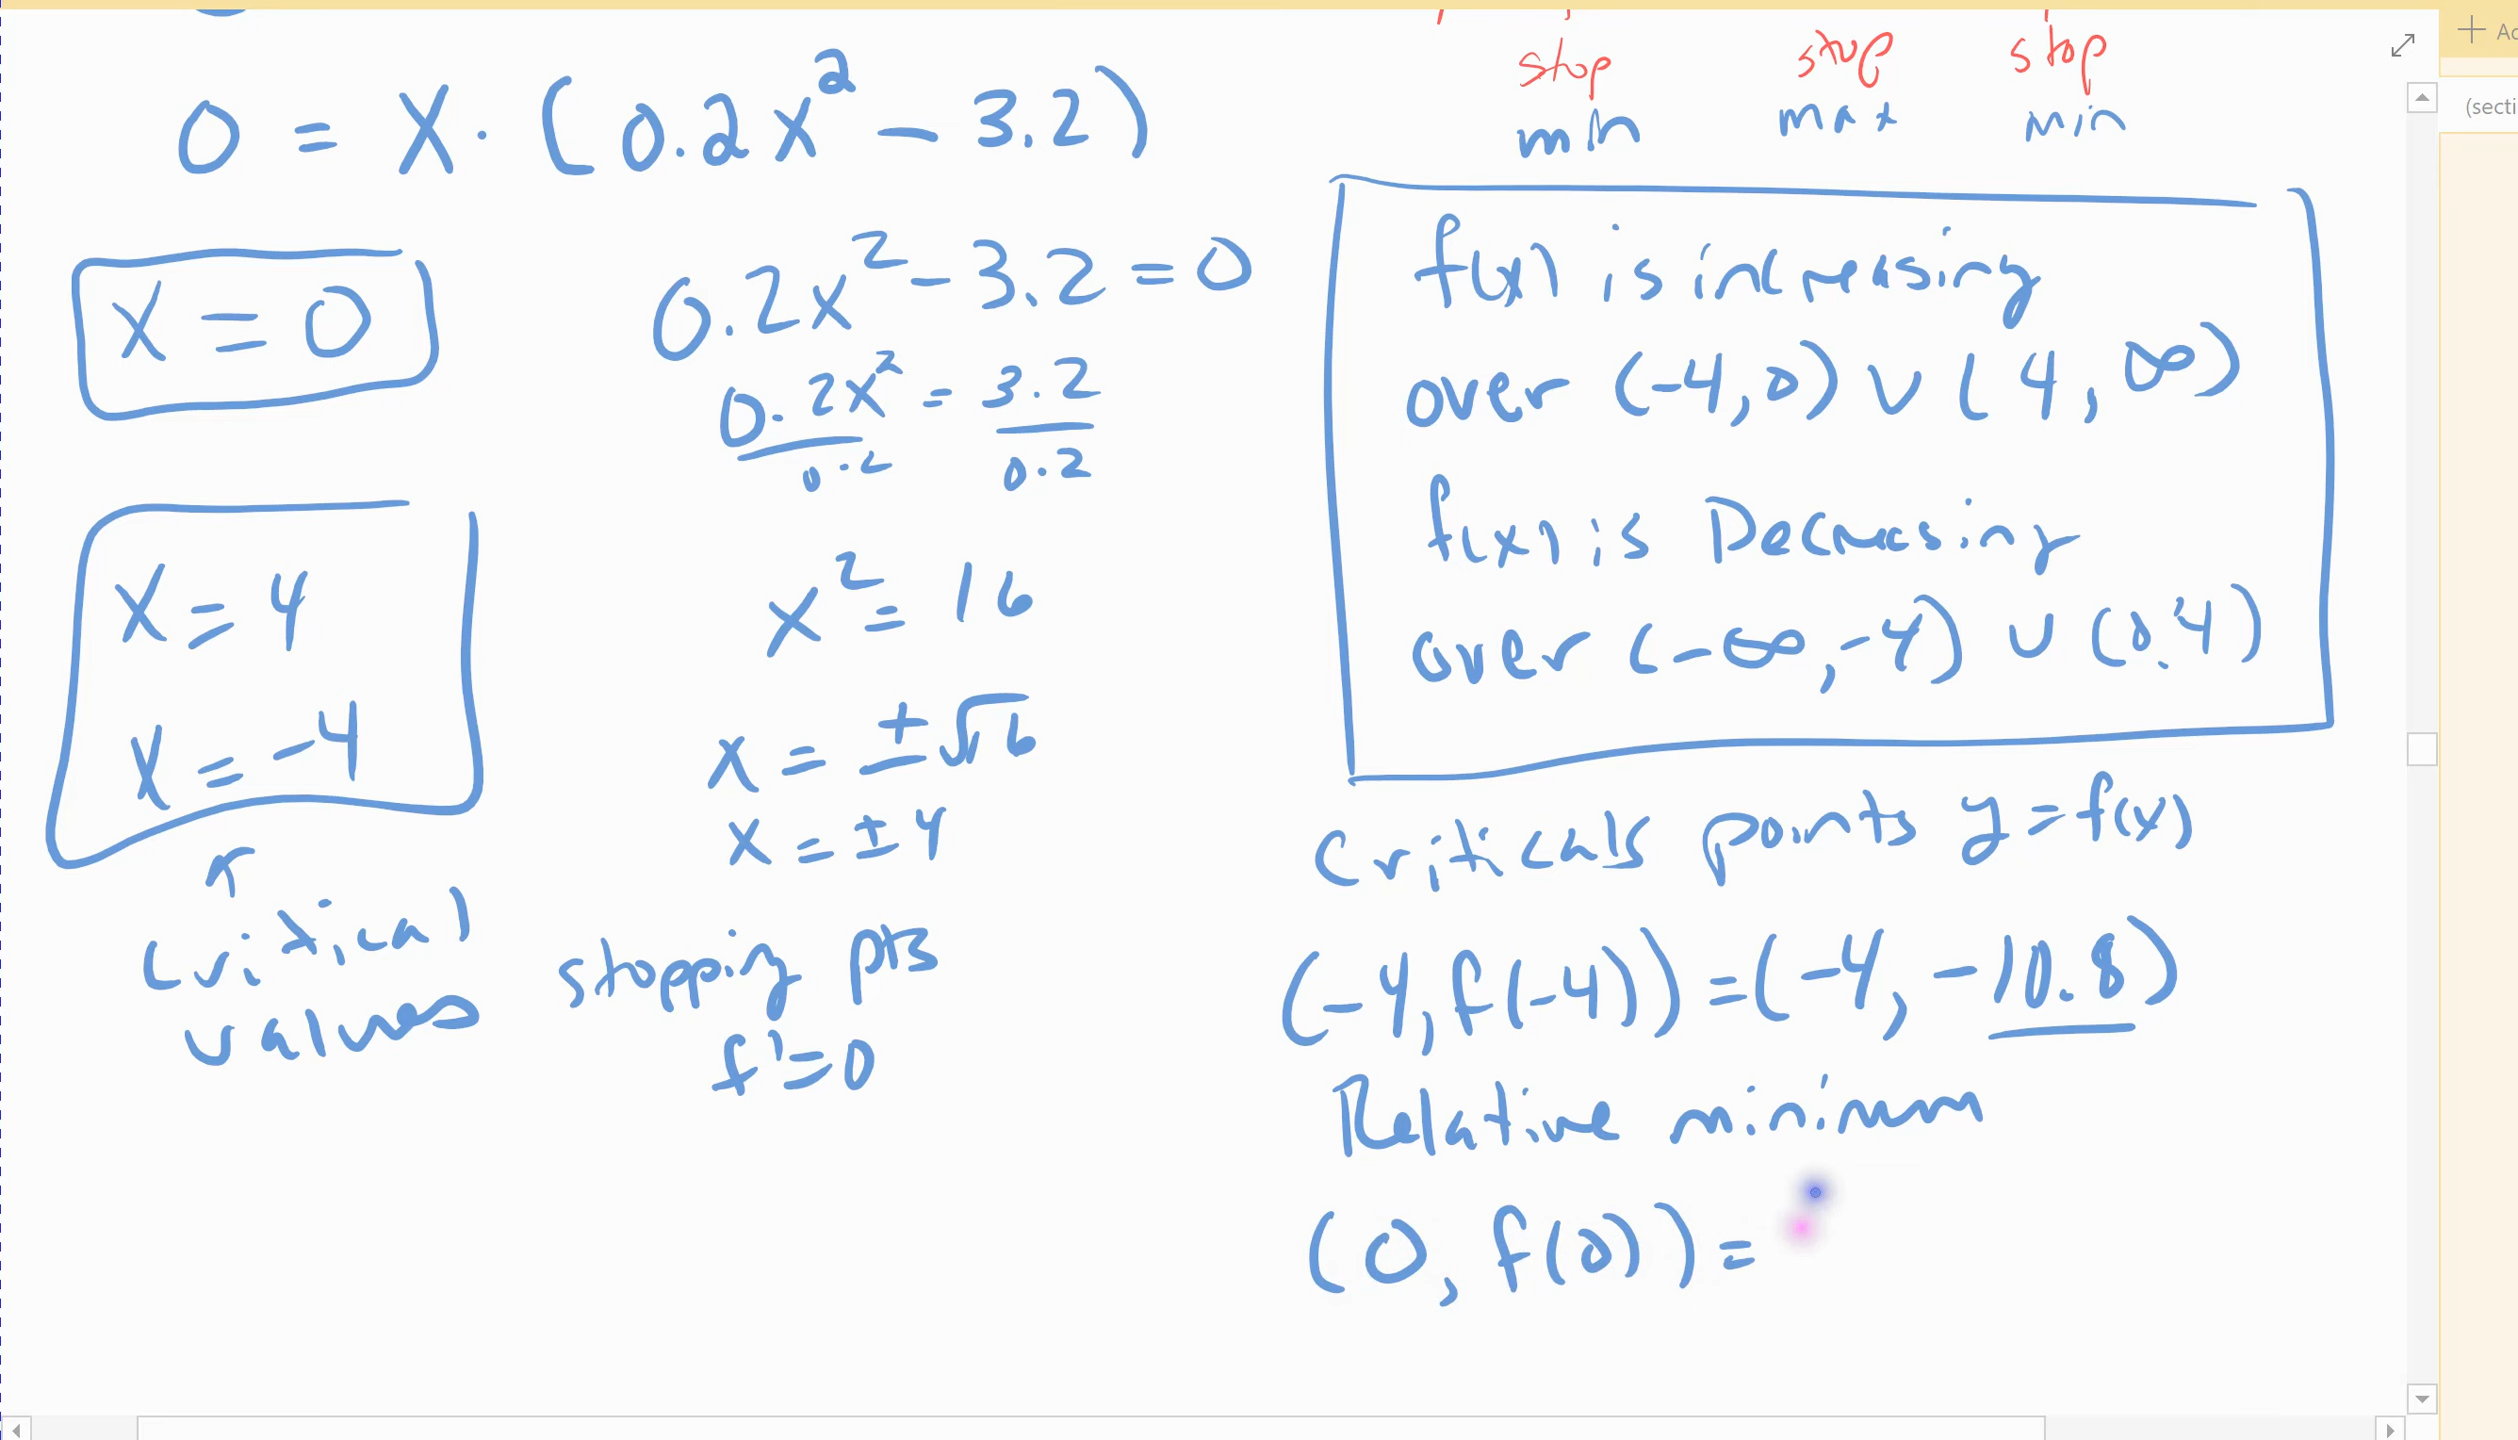 0 = x · (0.2x² - 3.2)
x = 0
0.2x² - 3.2 = 0
0.2x² = 3.2
0.2 0.2
x = 4
x² = 16
x = -4
x = ±√16
x = ±4
critical
values
stopping pts
f' = 0
stop stop stop
min max min
f(x) is increasing
over (-4, 0) ∪ (4, ∞)
f(x) is Decreasing
over (-∞, -4) ∪ (0, 4)
criticals points y = f(x)
(-4, f(-4)) = (-4, -10.8)
Relative minimum
(0, f(0)) =
Ac
(secti